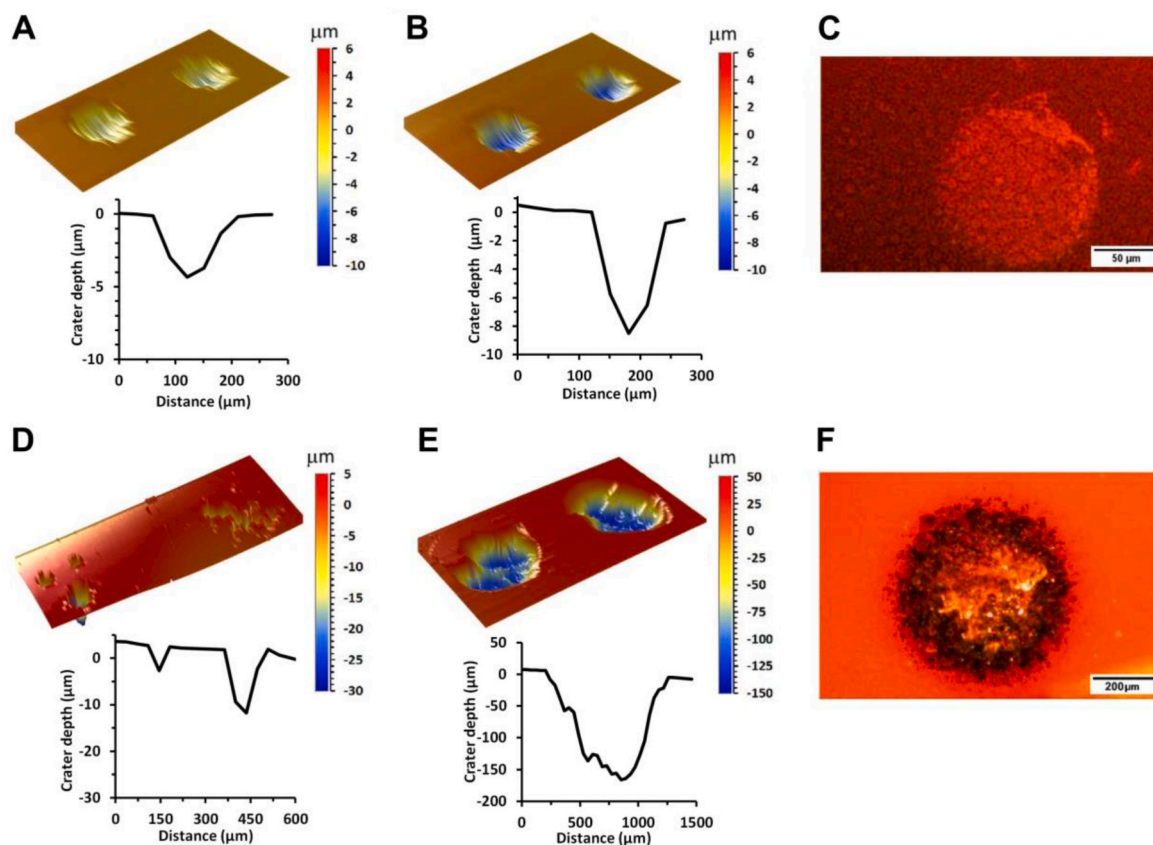 A
μm
6
4
2
0
-2
-4
-6
-8
-10
Crater depth (μm)
0
-5
-10
0 100 200 300
Distance (μm)
B
μm
6
4
2
0
-2
-4
-6
-8
-10
Crater depth (μm)
0
-2
-4
-6
-8
-10
0 100 200 300
Distance (μm)
C
50 μm
D
μm
5
0
-5
-10
-15
-20
-25
-30
Crater depth (μm)
0
-10
-20
-30
0 150 300 450 600
Distance (μm)
E
μm
50
25
0
-25
-50
-75
-100
-125
-150
Crater depth (μm)
50
0
-50
-100
-150
-200
0 500 1000 1500
Distance (μm)
F
200μm